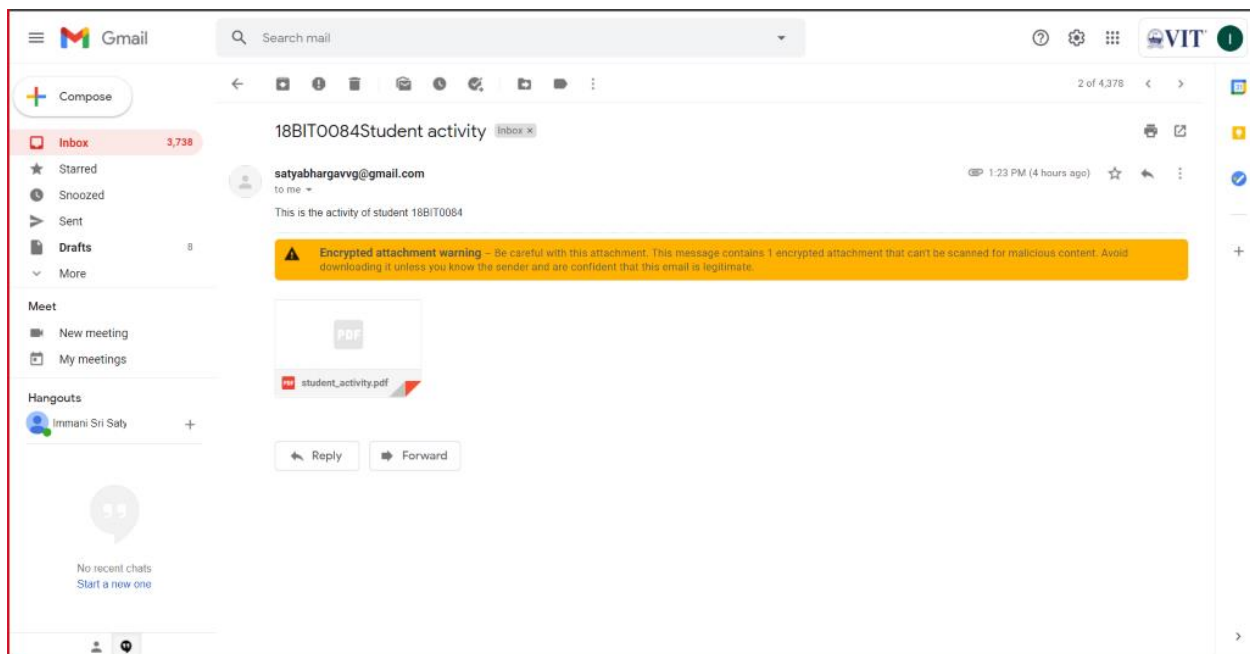 Gmail
Search mail
VIT
I
Compose
2 of 4,378
Inbox 3,738
Starred
Snoozed
Sent
Drafts 8
More
Meet
New meeting
My meetings
Hangouts
Immani Sri Saty
No recent chats
Start a new one
18BIT0084Student activity Inbox x
satyabhargavvg@gmail.com 1:23 PM (4 hours ago)
to me
This is the activity of student 18BIT0084
Encrypted attachment warning – Be careful with this attachment. This message contains 1 encrypted attachment that can't be scanned for malicious content. Avoid
downloading it unless you know the sender and are confident that this email is legitimate.
PDF
PDF student_activity.pdf
Reply Forward